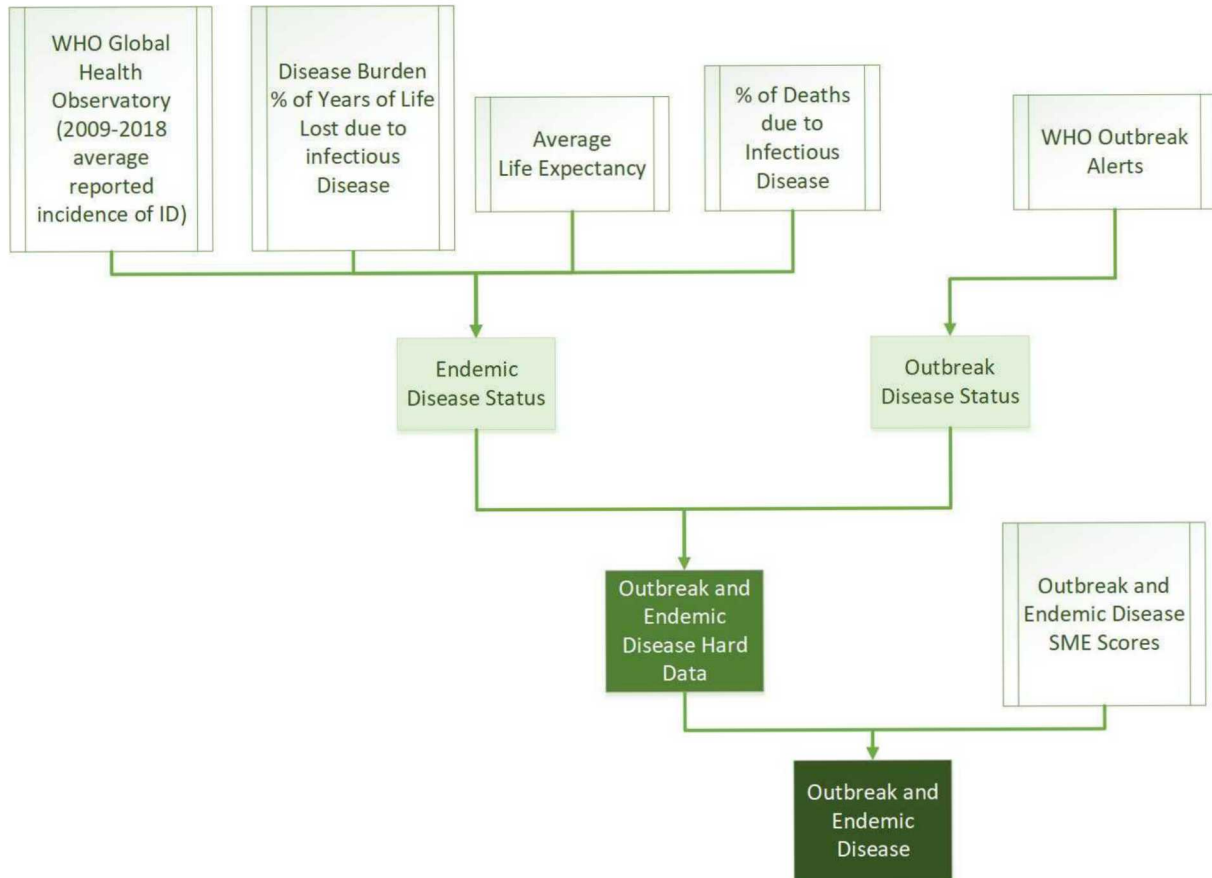 WHO Global
Health
Observatory
(2009-2018
average
reported
incidence of ID)
Disease Burden
% of Years of Life
Lost due to
infectious
Disease
Average
Life Expectancy
% of Deaths
due to
Infectious
Disease
WHO Outbreak
Alerts
Endemic
Disease Status
Outbreak
Disease Status
Outbreak and
Endemic
Disease Hard
Data
Outbreak and
Endemic Disease
SME Scores
Outbreak and
Endemic
Disease